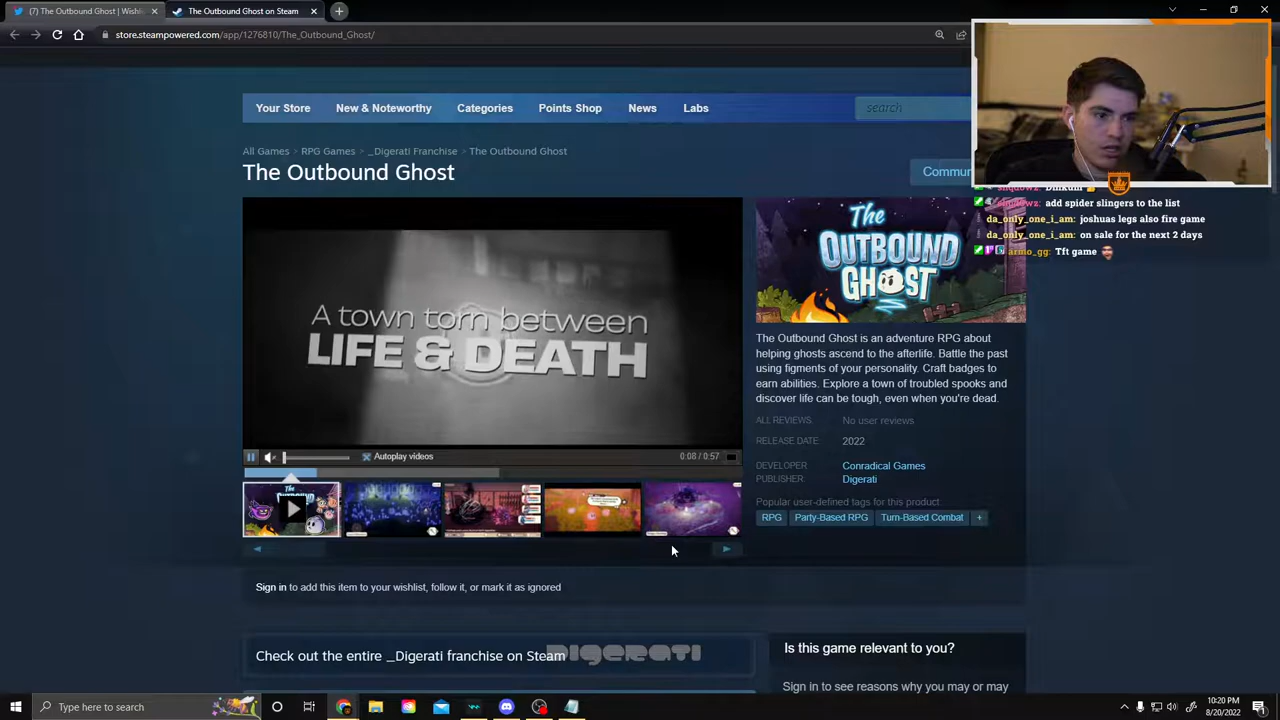 (7) The Outbound Ghost | Wishl
The Outbound Ghost on Steam
store.steampowered.com/app/1276810/The_Outbound_Ghost/
Your Store
New & Noteworthy
Categories
Points Shop
News
Labs
search
All Games > RPG Games > _Digerati Franchise > The Outbound Ghost
The Outbound Ghost
Commun
add spider slingers to the list
da_only_one_i_am: joshuas legs also fire game
da_only_one_i_am: on sale for the next 2 days
armo_gg: Tft game
A town torn between
LIFE & DEATH
The
OUTBOUND
GHOST
The Outbound Ghost is an adventure RPG about
helping ghosts ascend to the afterlife. Battle the past
using figments of your personality. Craft badges to
earn abilities. Explore a town of troubled spooks and
discover life can be tough, even when you're dead.
ALL REVIEWS: No user reviews
RELEASE DATE: 2022
DEVELOPER: Conradical Games
PUBLISHER: Digerati
Popular user-defined tags for this product:
RPG
Party-Based RPG
Turn-Based Combat
+
Autoplay videos
0:08 / 0:57
Sign in to add this item to your wishlist, follow it, or mark it as ignored
Check out the entire _Digerati franchise on Steam
DIGERATI
Is this game relevant to you?
Sign in to see reasons why you may or may
Type here to search
10:20 PM
8/20/2022